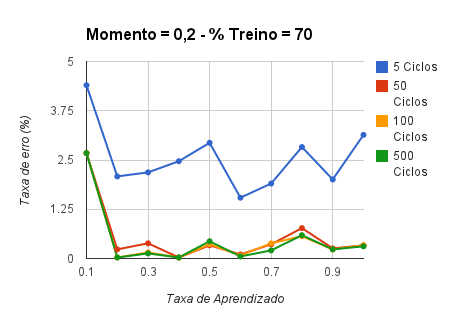 Momento = 0,2 - % Treino = 70
5
3.75
2.5
1.25
0
0.1
0.3
0.5
0.7
0.9
Taxa de erro (%)
Taxa de Aprendizado
5 Ciclos
50
Ciclos
100
Ciclos
500
Ciclos